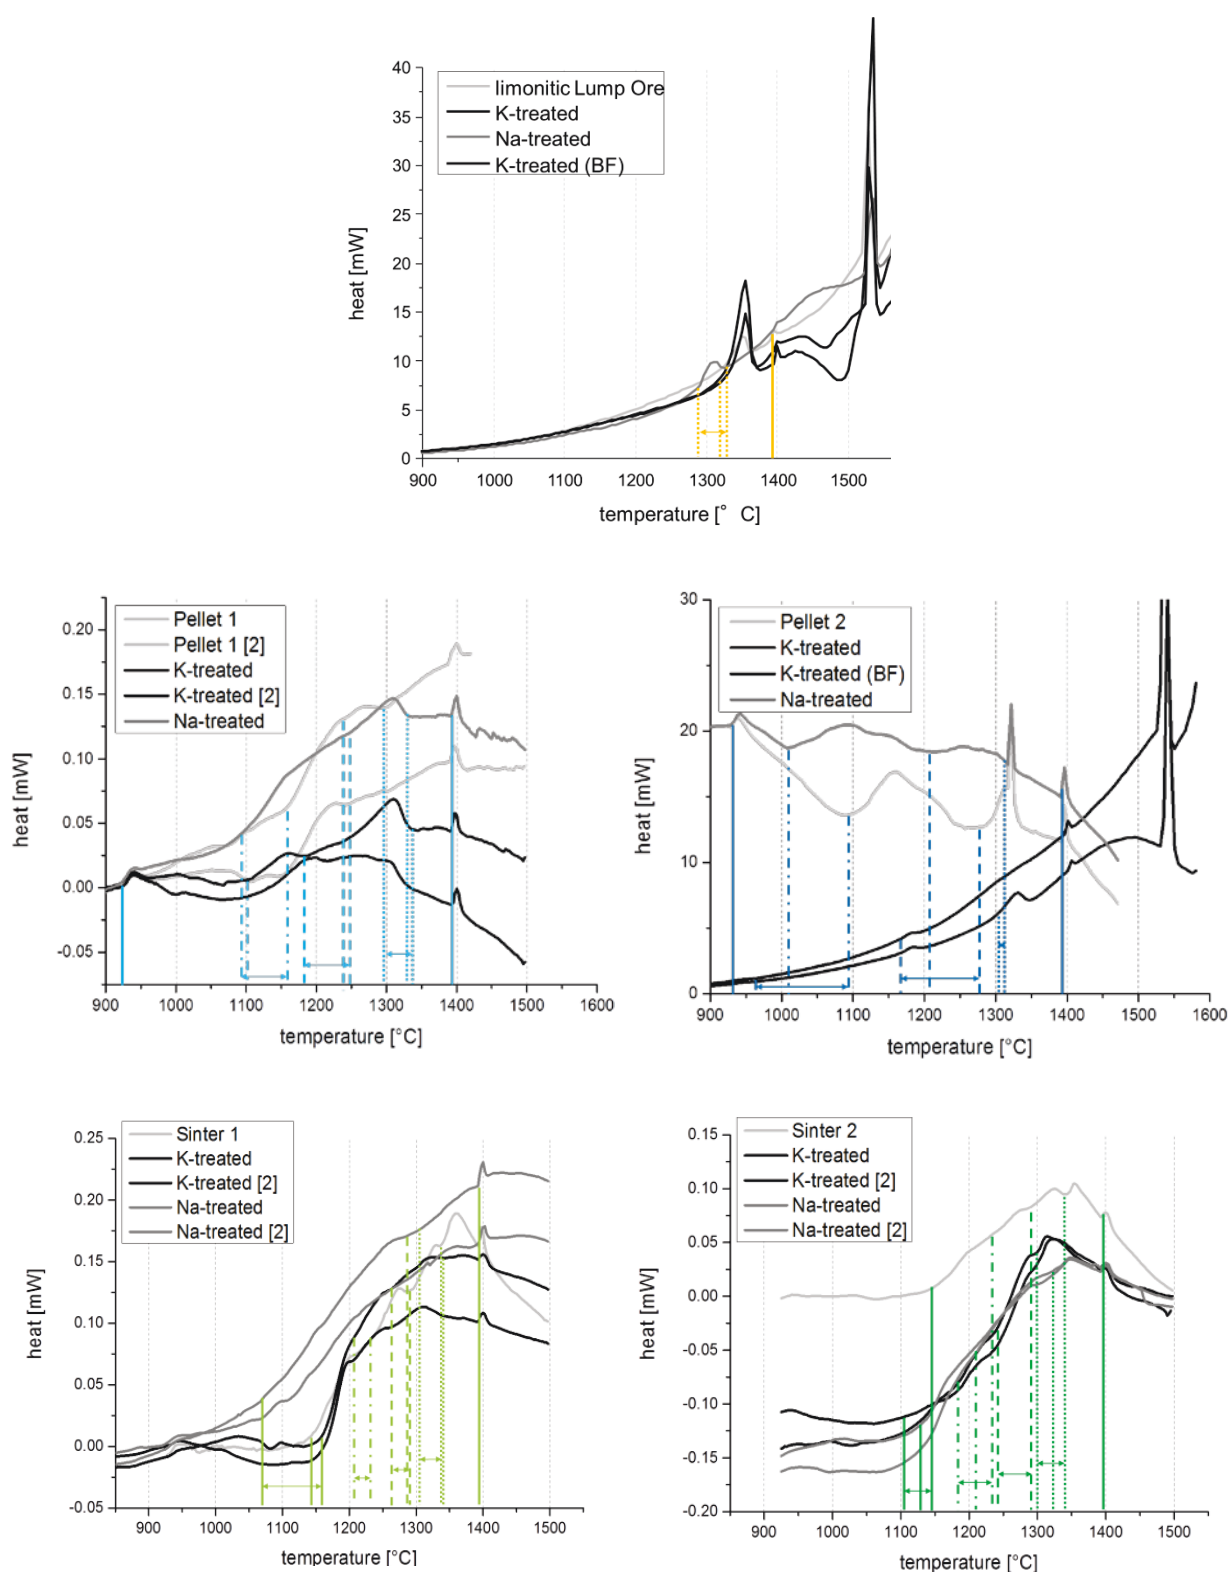 limonitic Lump Ore
K-treated
Na-treated
K-treated (BF)
40
35
30
25
20
15
10
5
0
heat [mW]
900 1000 1100 1200 1300 1400 1500
temperature [° C]
Pellet 1
Pellet 1 [2]
K-treated
K-treated [2]
Na-treated
0.20
0.15
0.10
0.05
0.00
-0.05
heat [mW]
900 1000 1100 1200 1300 1400 1500 1600
temperature [°C]
Pellet 2
K-treated
K-treated (BF)
Na-treated
30
20
10
0
heat [mW]
900 1000 1100 1200 1300 1400 1500 1600
temperature [°C]
Sinter 1
K-treated
K-treated [2]
Na-treated
Na-treated [2]
0.25
0.20
0.15
0.10
0.05
0.00
-0.05
heat [mW]
900 1000 1100 1200 1300 1400 1500
temperature [°C]
Sinter 2
K-treated
K-treated [2]
Na-treated
Na-treated [2]
0.15
0.10
0.05
0.00
-0.05
-0.10
-0.15
-0.20
heat [mW]
900 1000 1100 1200 1300 1400 1500
temperature [°C]